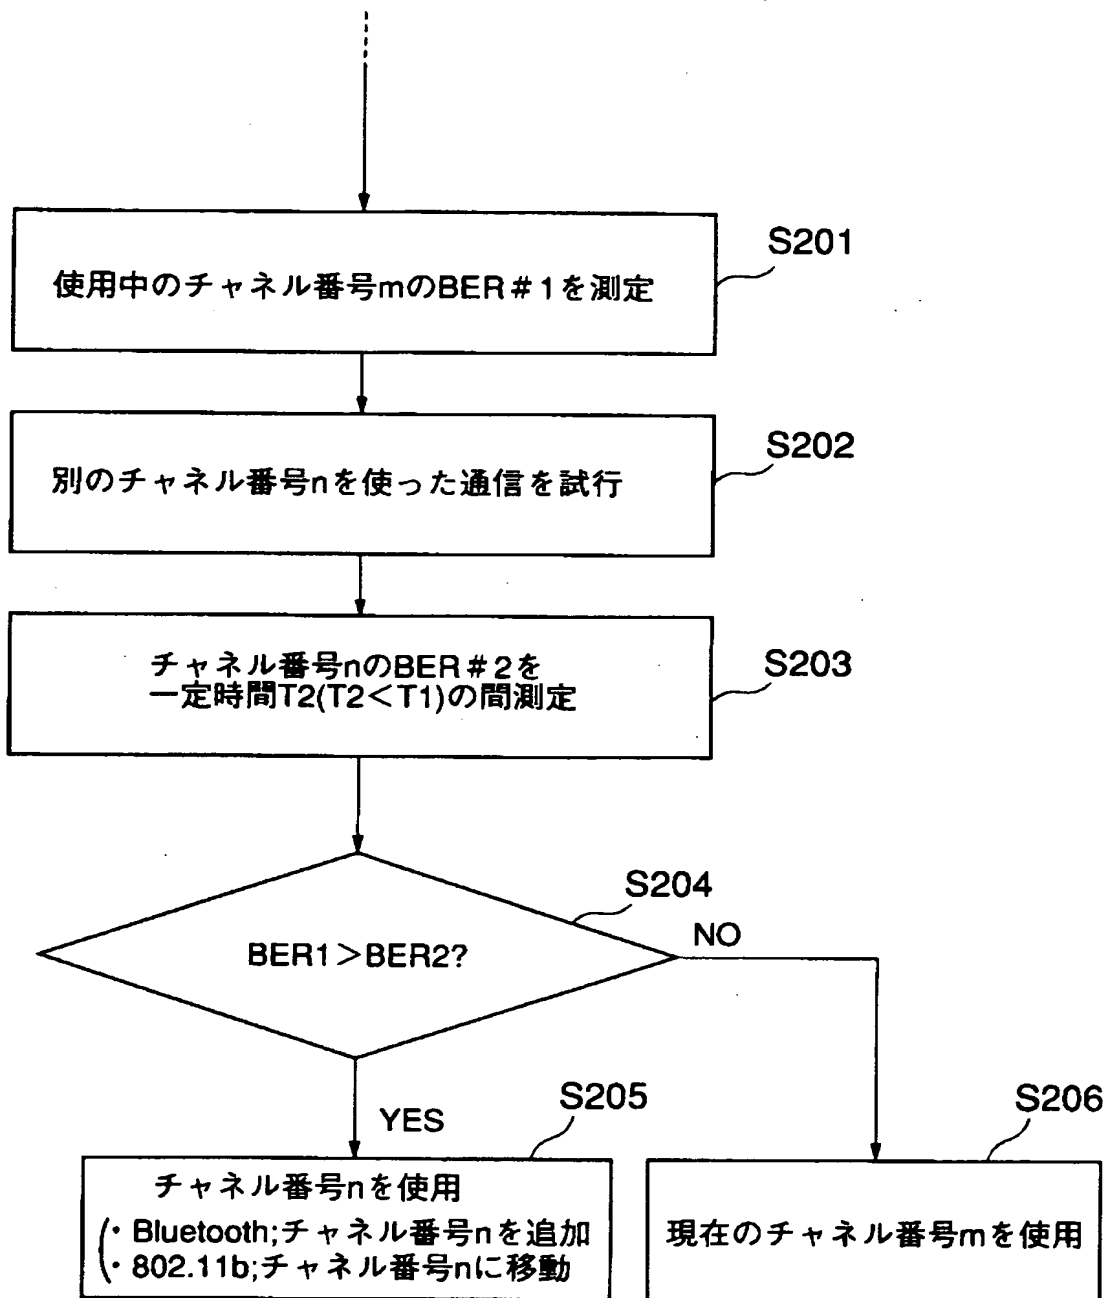 使用中のチャネル番号mのBER#1を測定
S201
別のチャネル番号nを使った通信を試行
S202
チャネル番号nのBER#2を
一定時間T2(T2<T1)の間測定
S203
BER1>BER2?
S204
NO
YES
S205
チャネル番号nを使用
・Bluetooth;チャネル番号nを追加
・802.11b;チャネル番号nに移動
S206
現在のチャネル番号mを使用